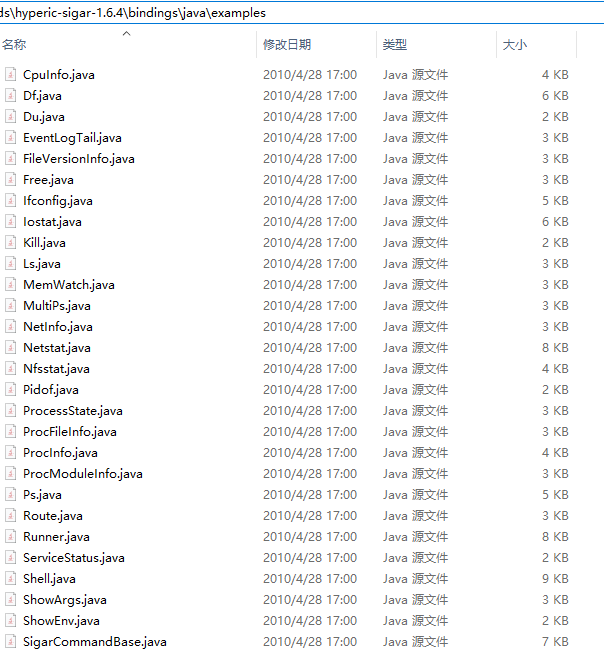 ds\hyperic-sigar-1.6.4\bindings\java\examples
名称 修改日期 类型 大小
CpuInfo.java 2010/4/28 17:00 Java 源文件 4 KB
Df.java 2010/4/28 17:00 Java 源文件 6 KB
Du.java 2010/4/28 17:00 Java 源文件 2 KB
EventLogTail.java 2010/4/28 17:00 Java 源文件 3 KB
FileVersionInfo.java 2010/4/28 17:00 Java 源文件 3 KB
Free.java 2010/4/28 17:00 Java 源文件 3 KB
Ifconfig.java 2010/4/28 17:00 Java 源文件 5 KB
Iostat.java 2010/4/28 17:00 Java 源文件 6 KB
Kill.java 2010/4/28 17:00 Java 源文件 2 KB
Ls.java 2010/4/28 17:00 Java 源文件 3 KB
MemWatch.java 2010/4/28 17:00 Java 源文件 3 KB
MultiPs.java 2010/4/28 17:00 Java 源文件 3 KB
NetInfo.java 2010/4/28 17:00 Java 源文件 3 KB
Netstat.java 2010/4/28 17:00 Java 源文件 8 KB
Nfsstat.java 2010/4/28 17:00 Java 源文件 4 KB
Pidof.java 2010/4/28 17:00 Java 源文件 2 KB
ProcessState.java 2010/4/28 17:00 Java 源文件 3 KB
ProcFileInfo.java 2010/4/28 17:00 Java 源文件 3 KB
ProcInfo.java 2010/4/28 17:00 Java 源文件 4 KB
ProcModuleInfo.java 2010/4/28 17:00 Java 源文件 3 KB
Ps.java 2010/4/28 17:00 Java 源文件 5 KB
Route.java 2010/4/28 17:00 Java 源文件 3 KB
Runner.java 2010/4/28 17:00 Java 源文件 8 KB
ServiceStatus.java 2010/4/28 17:00 Java 源文件 2 KB
Shell.java 2010/4/28 17:00 Java 源文件 9 KB
ShowArgs.java 2010/4/28 17:00 Java 源文件 3 KB
ShowEnv.java 2010/4/28 17:00 Java 源文件 2 KB
SigarCommandBase.java 2010/4/28 17:00 Java 源文件 7 KB